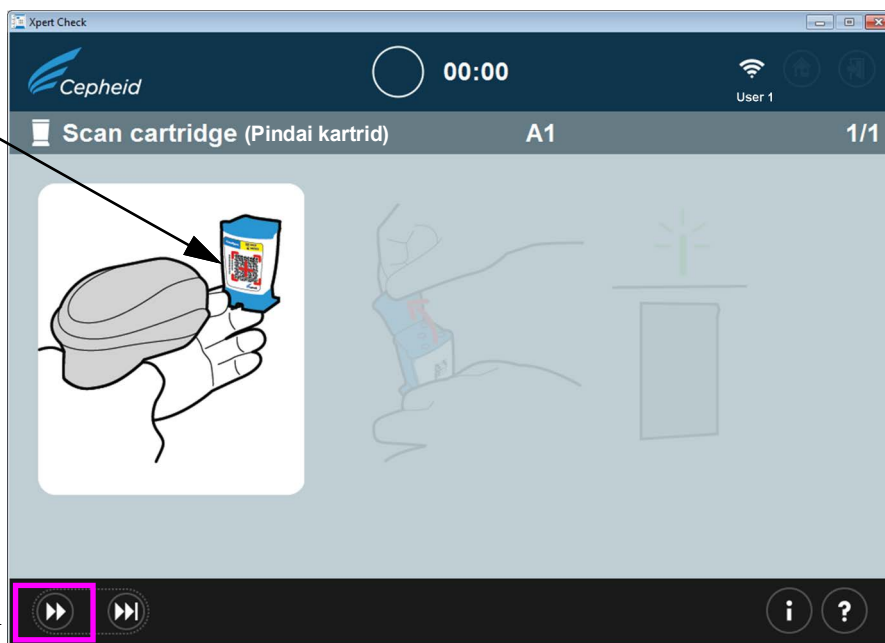 Xpert Check
Cepheid
00:00
User 1
Scan cartridge (Pindai kartrid) A1 1/1
i ?